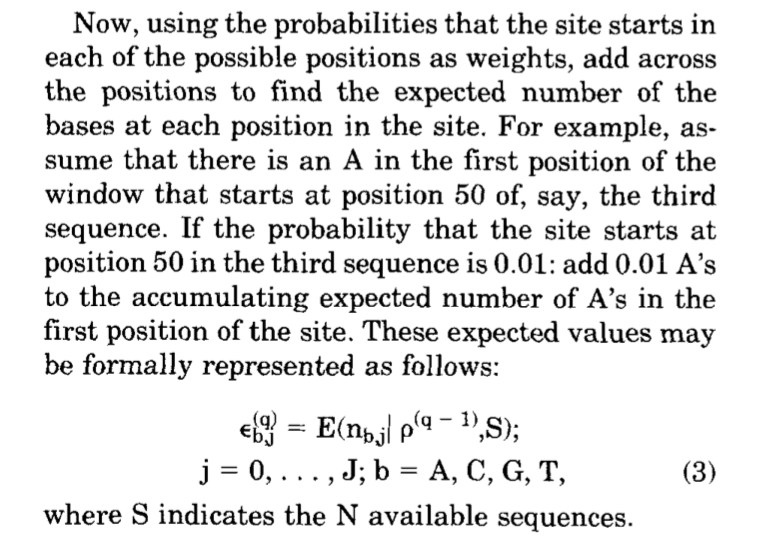 Now, using the probabilities that the site starts in
each of the possible positions as weights, add across
the positions to find the expected number of the
bases at each position in the site. For example, as-
sume that there is an A in the first position of the
window that starts at position 50 of, say, the third
sequence. If the probability that the site starts at
position 50 in the third sequence is 0.01: add 0.01 A's
to the accumulating expected number of A's in the
first position of the site. These expected values may
be formally represented as follows:
ϵ_{b,j}^{(q)} = E(n_{b,j}| ρ^{(q − 1)},S);
j = 0, . . . , J; b = A, C, G, T, (3)
where S indicates the N available sequences.